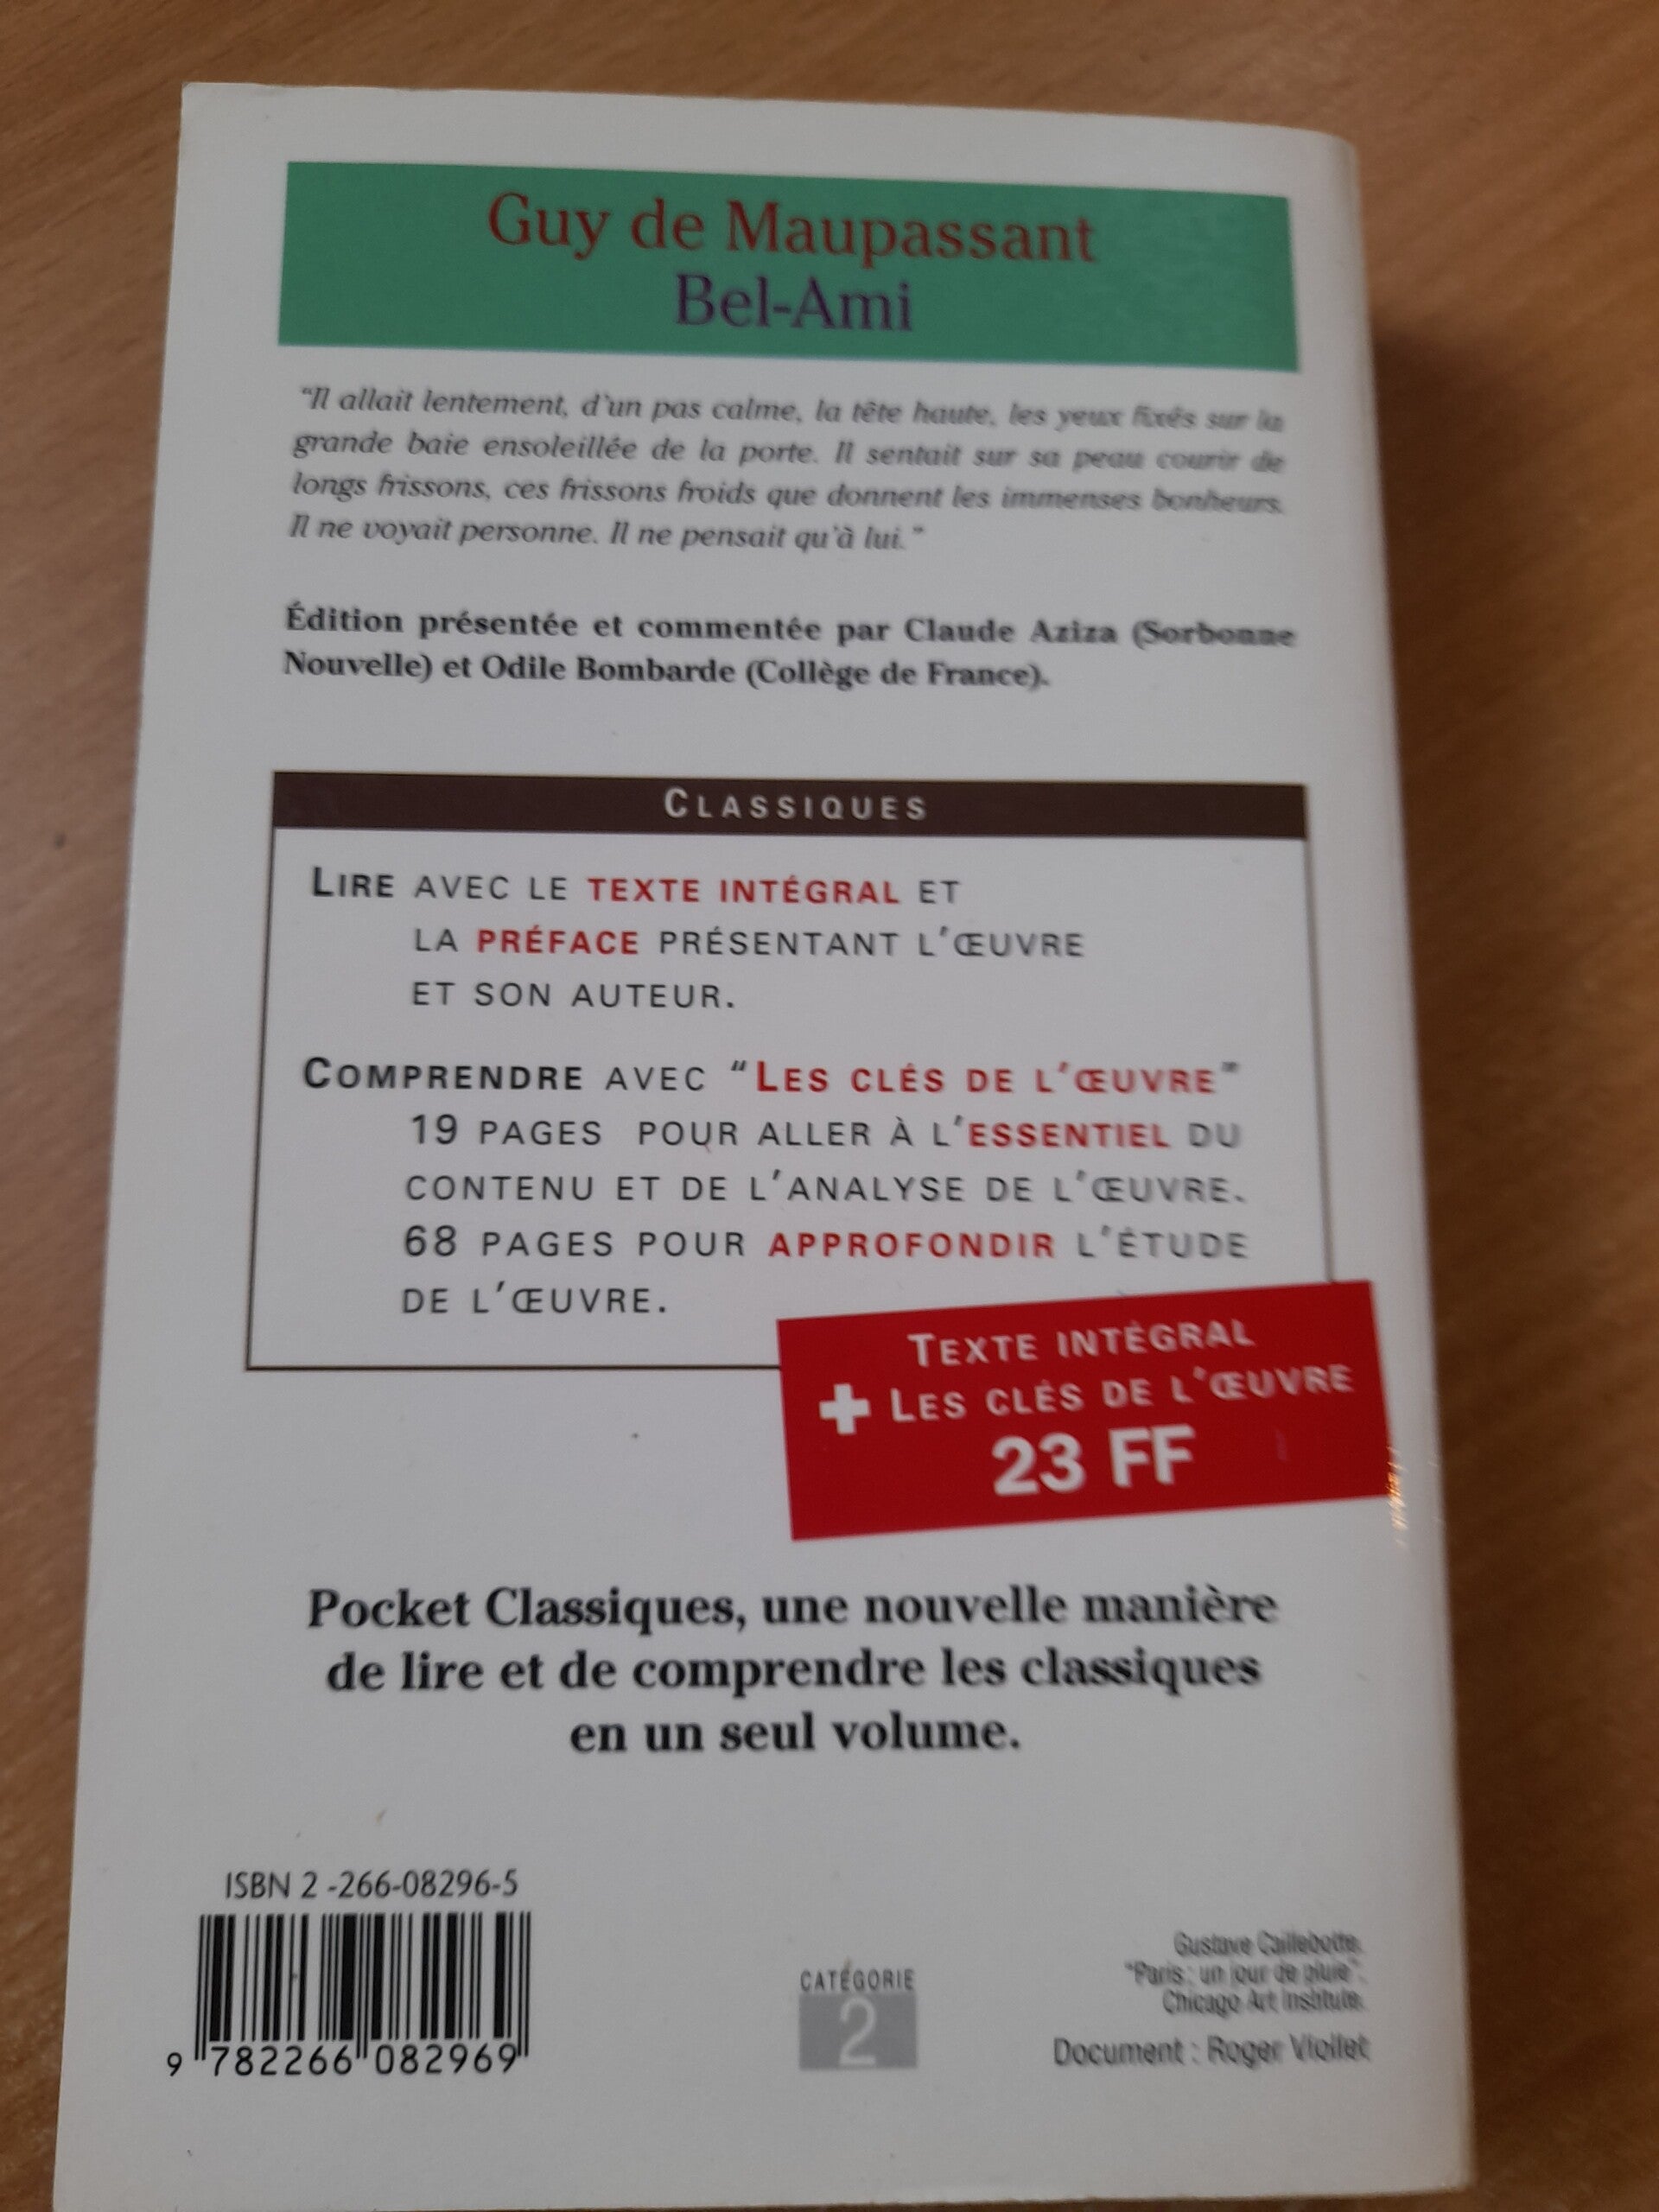 Guy de Maupassant
Bel-Ami
“Il allait lentement, d'un pas calme, la tête haute, les yeux fixés sur la
grande baie ensoleillée de la porte. Il sentait sur sa peau courir de
longs frissons, ces frissons froids que donnent les immenses bonheurs.
Il ne voyait personne. Il ne pensait qu'à lui.”
Édition présentée et commentée par Claude Aziza (Sorbonne
Nouvelle) et Odile Bombarde (Collège de France).
CLASSIQUES
LIRE AVEC LE TEXTE INTÉGRAL ET
LA PRÉFACE PRÉSENTANT L'ŒUVRE
ET SON AUTEUR.
COMPRENDRE AVEC “LES CLÉS DE L'ŒUVRE”
19 PAGES POUR ALLER À L'ESSENTIEL DU
CONTENU ET DE L'ANALYSE DE L'ŒUVRE.
68 PAGES POUR APPROFONDIR L'ÉTUDE
DE L'ŒUVRE.
TEXTE INTÉGRAL
+ LES CLÉS DE L'ŒUVRE
23 FF
Pocket Classiques, une nouvelle manière
de lire et de comprendre les classiques
en un seul volume.
ISBN 2 -266-08296-5
9 782266 082969
CATÉGORIE
2
Gustave Caillebotte.
“Paris : un jour de pluie”.
Chicago Art Institute.
Document : Roger Viollet